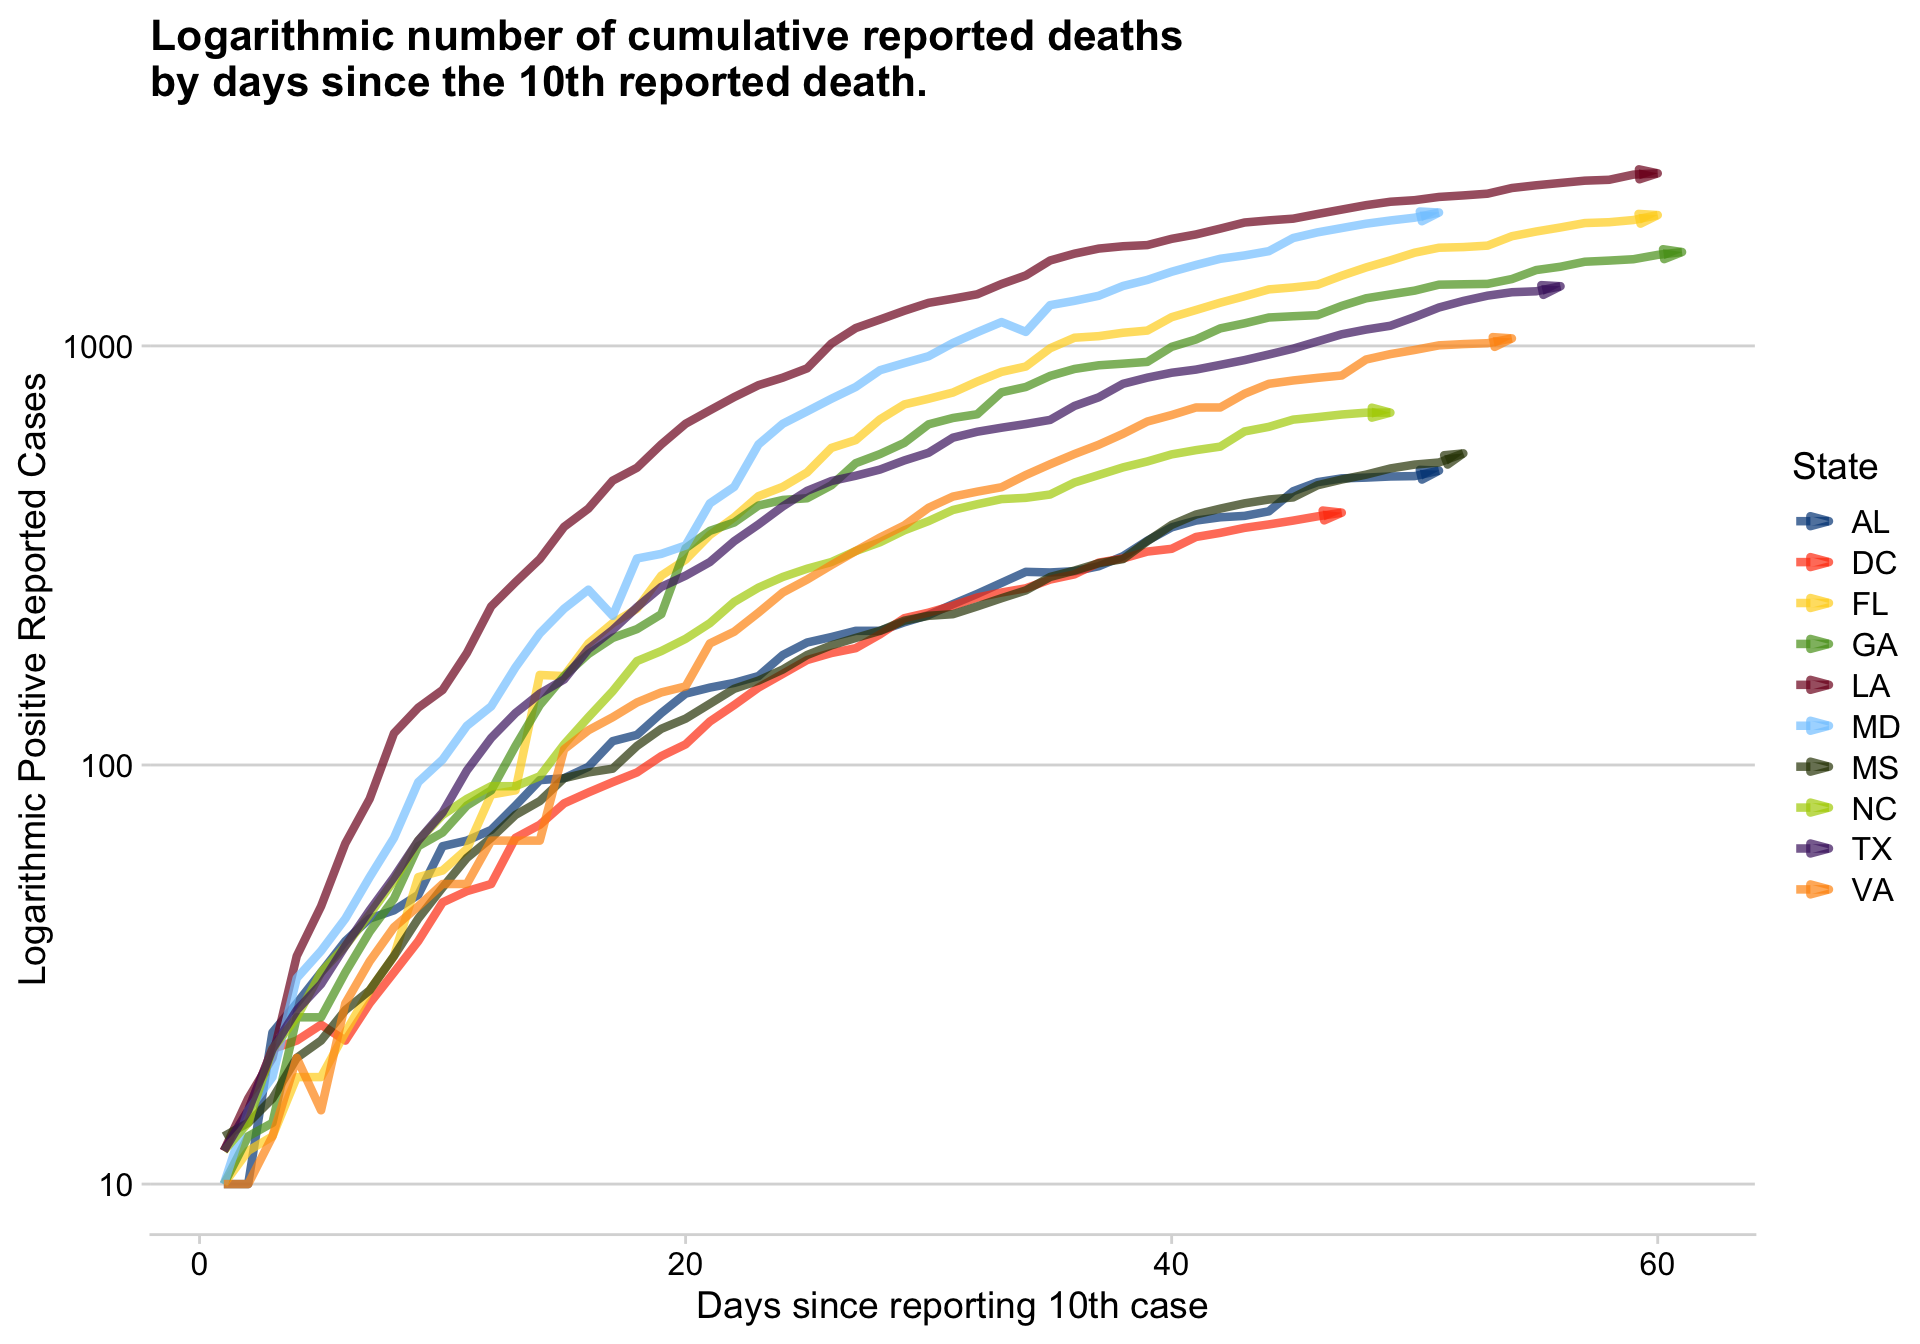 Logarithmic number of cumulative reported deaths
by days since the 10th reported death.
Logarithmic Positive Reported Cases
1000
100
10
0
20
40
60
Days since reporting 10th case
State
AL
DC
FL
GA
LA
MD
MS
NC
TX
VA